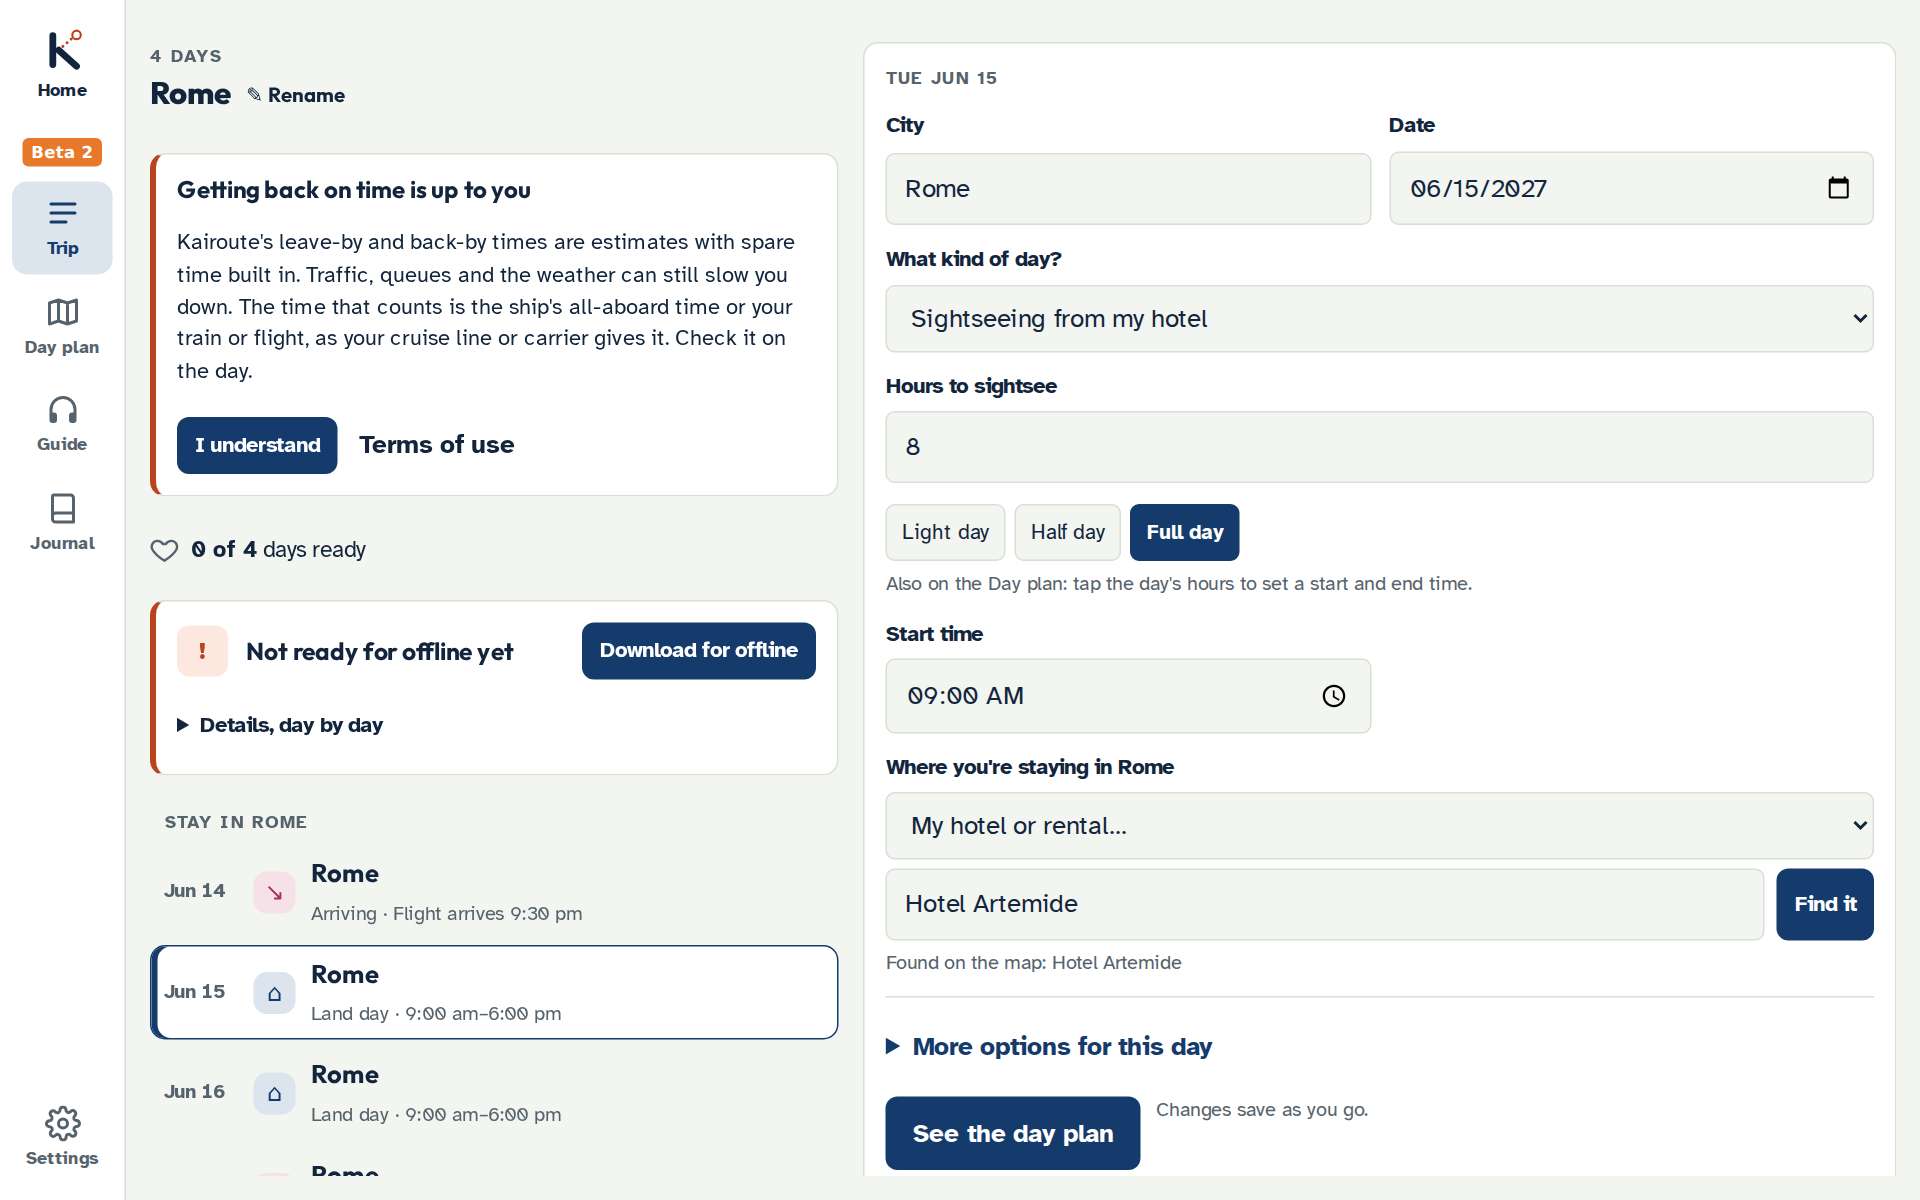 Home
Beta 2
Trip
Day plan
Guide
Journal
Settings
4 DAYS
Rome
✎ Rename
Getting back on time is up to you
Kairoute's leave-by and back-by times are estimates with spare
time built in. Traffic, queues and the weather can still slow you
down. The time that counts is the ship's all-aboard time or your
train or flight, as your cruise line or carrier gives it. Check it on
the day.
I understand
Terms of use
0 of 4 days ready
!
Not ready for offline yet
Download for offline
Details, day by day
STAY IN ROME
Jun 14
Rome
Arriving · Flight arrives 9:30 pm
Jun 15
Rome
Land day · 9:00 am–6:00 pm
Jun 16
Rome
Land day · 9:00 am–6:00 pm
Rome
TUE JUN 15
City
Date
Rome
06/15/2027
What kind of day?
Sightseeing from my hotel
Hours to sightsee
8
Light day
Half day
Full day
Also on the Day plan: tap the day's hours to set a start and end time.
Start time
09:00 AM
Where you're staying in Rome
My hotel or rental...
Hotel Artemide
Find it
Found on the map: Hotel Artemide
More options for this day
See the day plan
Changes save as you go.